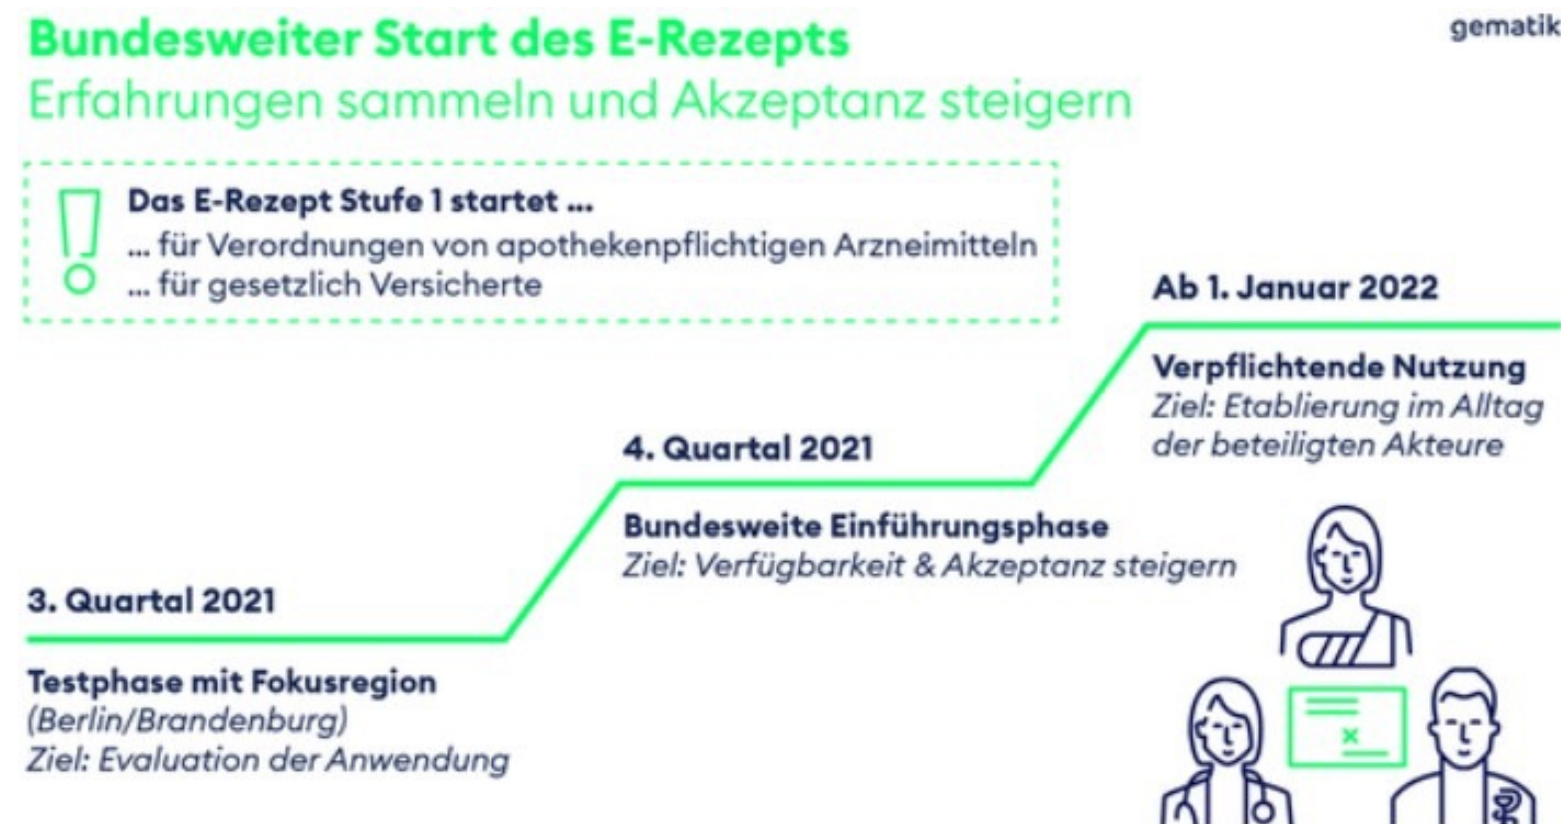 Bundesweiter Start des E-Rezepts
gematik
Erfahrungen sammeln und Akzeptanz steigern
Das E-Rezept Stufe 1 startet ...
... für Verordnungen von apothekenpflichtigen Arzneimitteln
... für gesetzlich Versicherte
Ab 1. Januar 2022
Verpflichtende Nutzung
Ziel: Etablierung im Alltag
der beteiligten Akteure
4. Quartal 2021
Bundesweite Einführungsphase
Ziel: Verfügbarkeit & Akzeptanz steigern
3. Quartal 2021
Testphase mit Fokusregion
(Berlin/Brandenburg)
Ziel: Evaluation der Anwendung